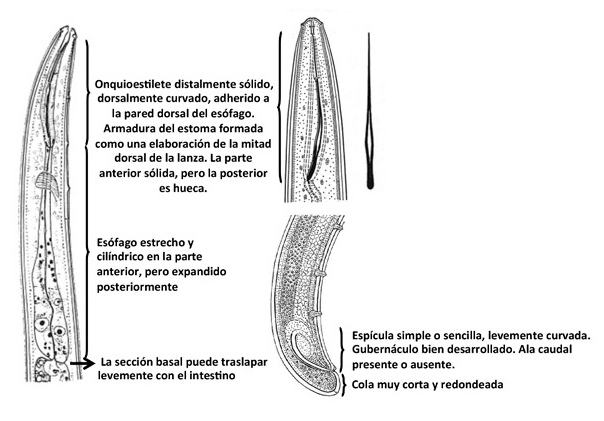 Onquioestilete distalmente sólido,
dorsalmente curvado, adherido a
la pared dorsal del esófago.
Armadura del estoma formada
como una elaboración de la mitad
dorsal de la lanza. La parte
anterior sólida, pero la posterior
es hueca.
Esófago estrecho y
cilíndrico en la parte
anterior, pero expandido
posteriormente
La sección basal puede traslapar
levemente con el intestino
Espícula simple o sencilla, levemente curvada.
Gubernáculo bien desarrollado. Ala caudal
presente o ausente.
Cola muy corta y redondeada